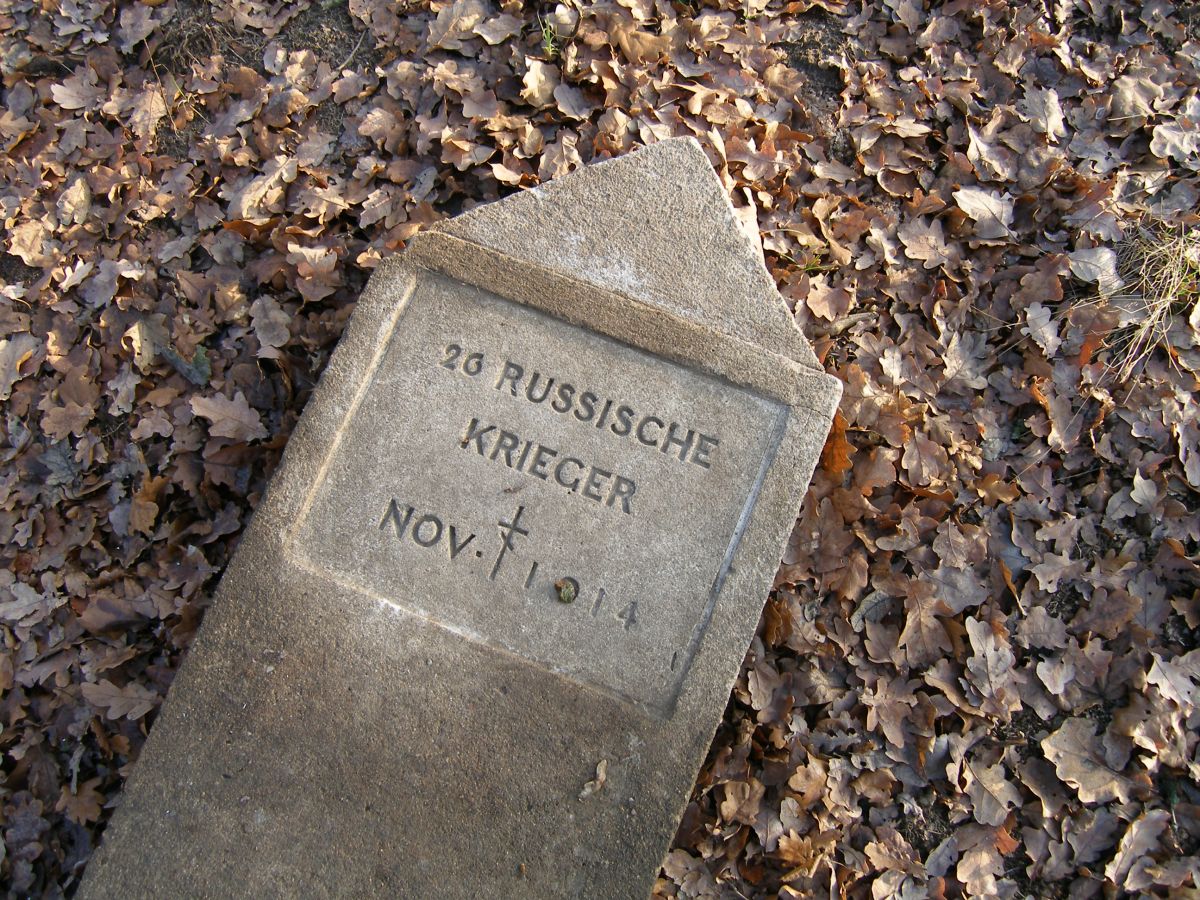 26 RUSSISCHE
KRIEGER
NOV. ☦ 1914